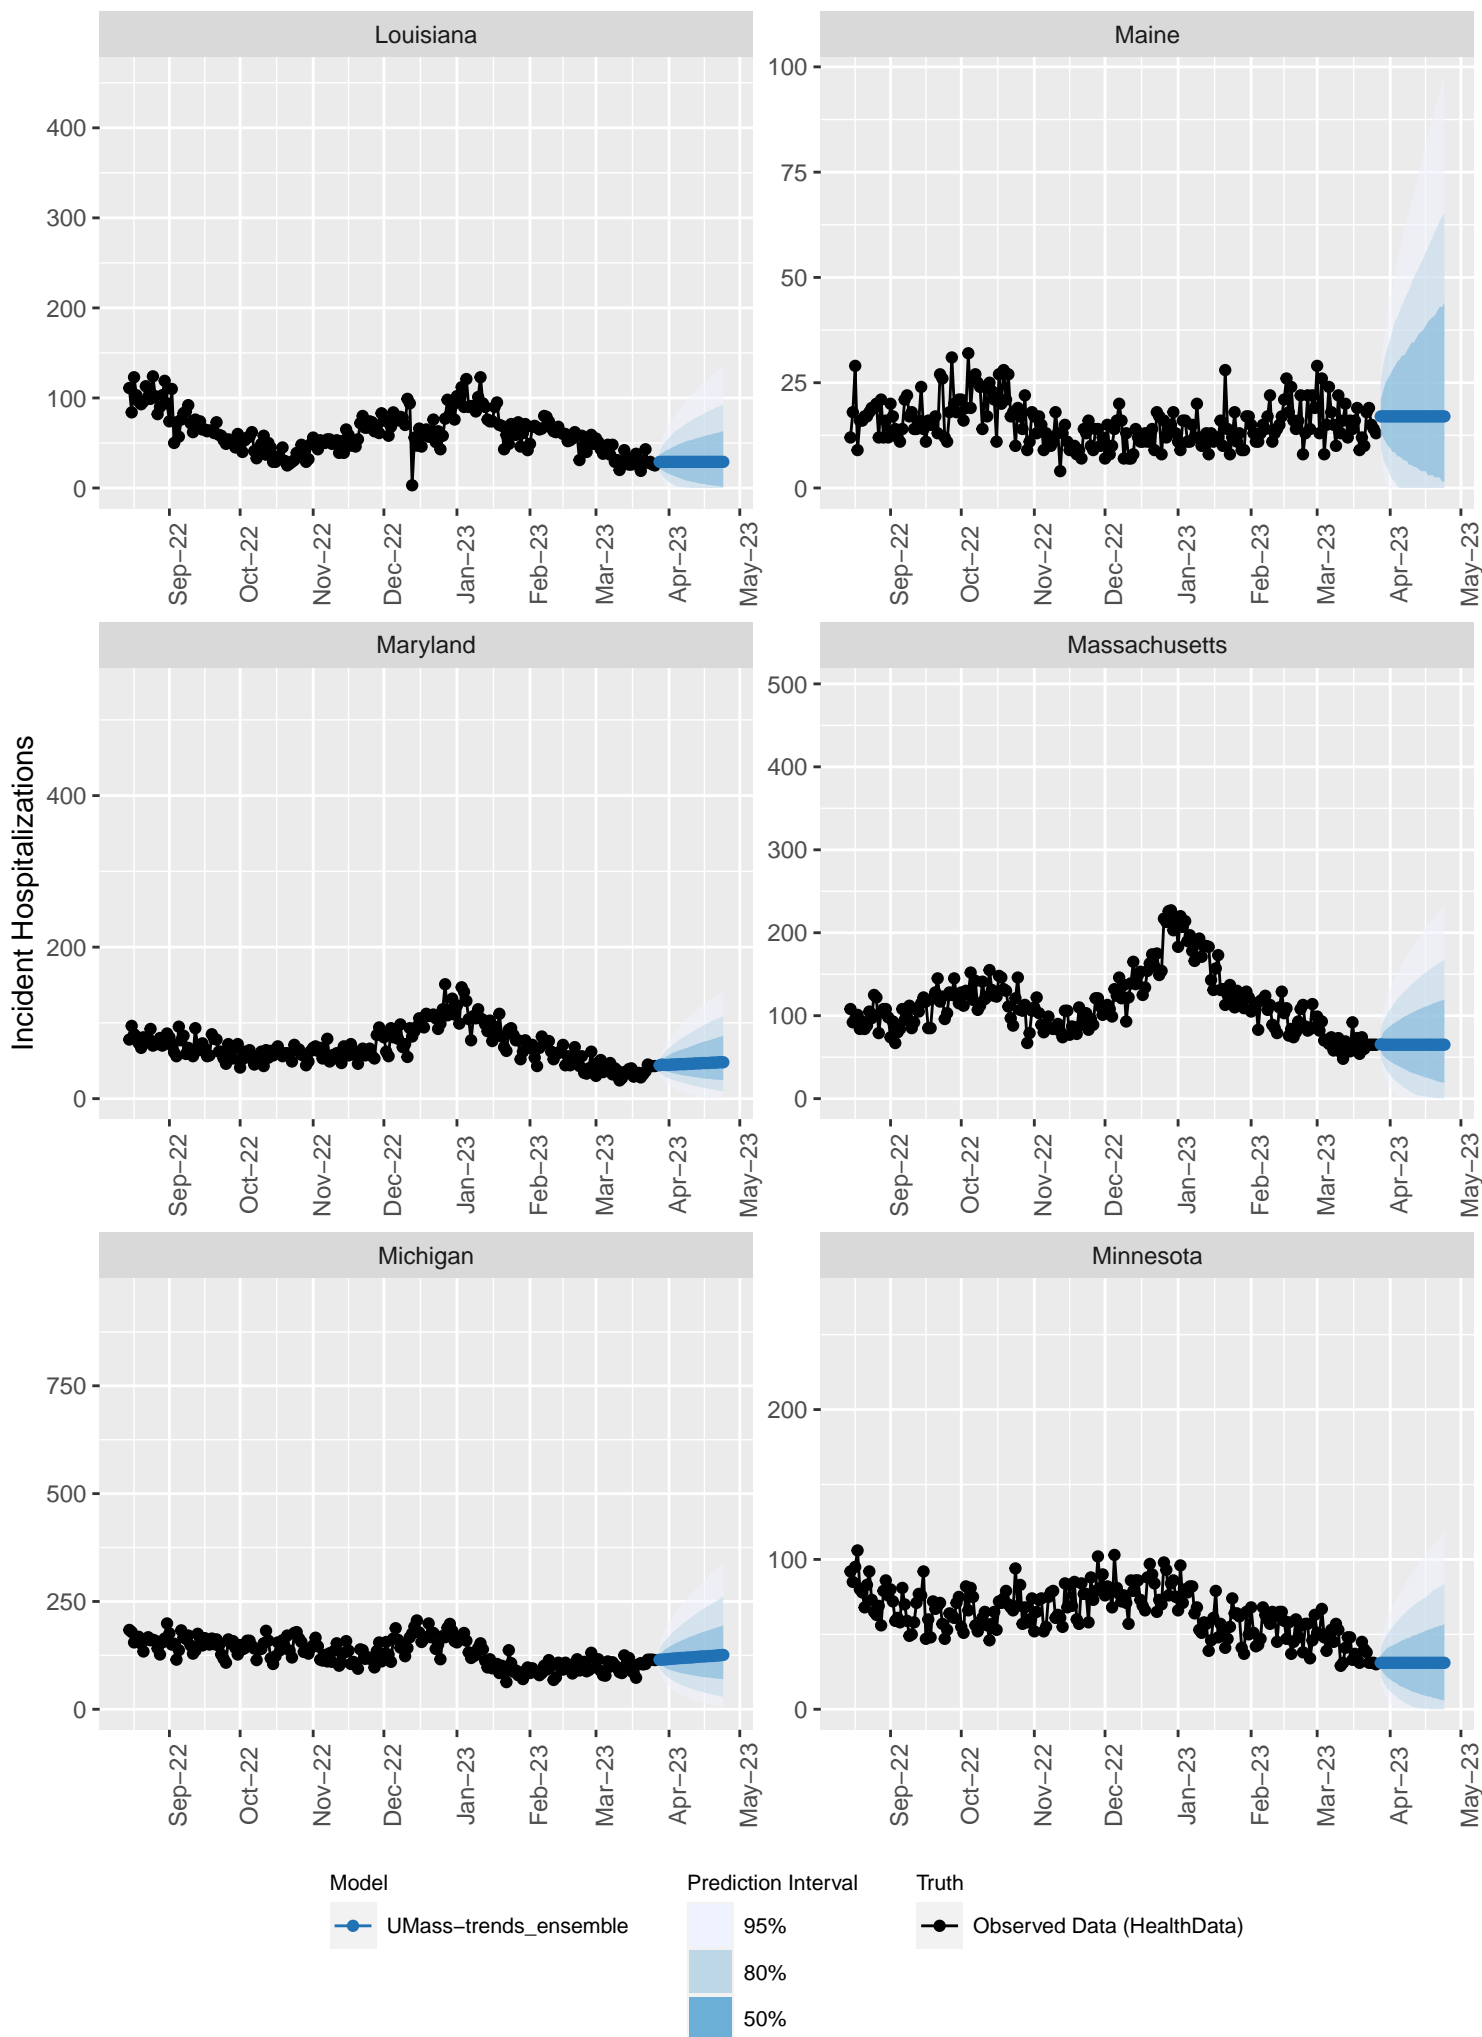 Louisiana
Maine
400
300
200
100
0
100
75
50
25
0
Sep−22
Oct−22
Nov−22
Dec−22
Jan−23
Feb−23
Mar−23
Apr−23
May−23
Sep−22
Oct−22
Nov−22
Dec−22
Jan−23
Feb−23
Mar−23
Apr−23
May−23
Incident Hospitalizations
Maryland
Massachusetts
400
200
0
500
400
300
200
100
0
Sep−22
Oct−22
Nov−22
Dec−22
Jan−23
Feb−23
Mar−23
Apr−23
May−23
Sep−22
Oct−22
Nov−22
Dec−22
Jan−23
Feb−23
Mar−23
Apr−23
May−23
Michigan
Minnesota
750
500
250
0
200
100
0
Sep−22
Oct−22
Nov−22
Dec−22
Jan−23
Feb−23
Mar−23
Apr−23
May−23
Sep−22
Oct−22
Nov−22
Dec−22
Jan−23
Feb−23
Mar−23
Apr−23
May−23
Model
UMass−trends_ensemble
Prediction Interval
95%
80%
50%
Truth
Observed Data (HealthData)